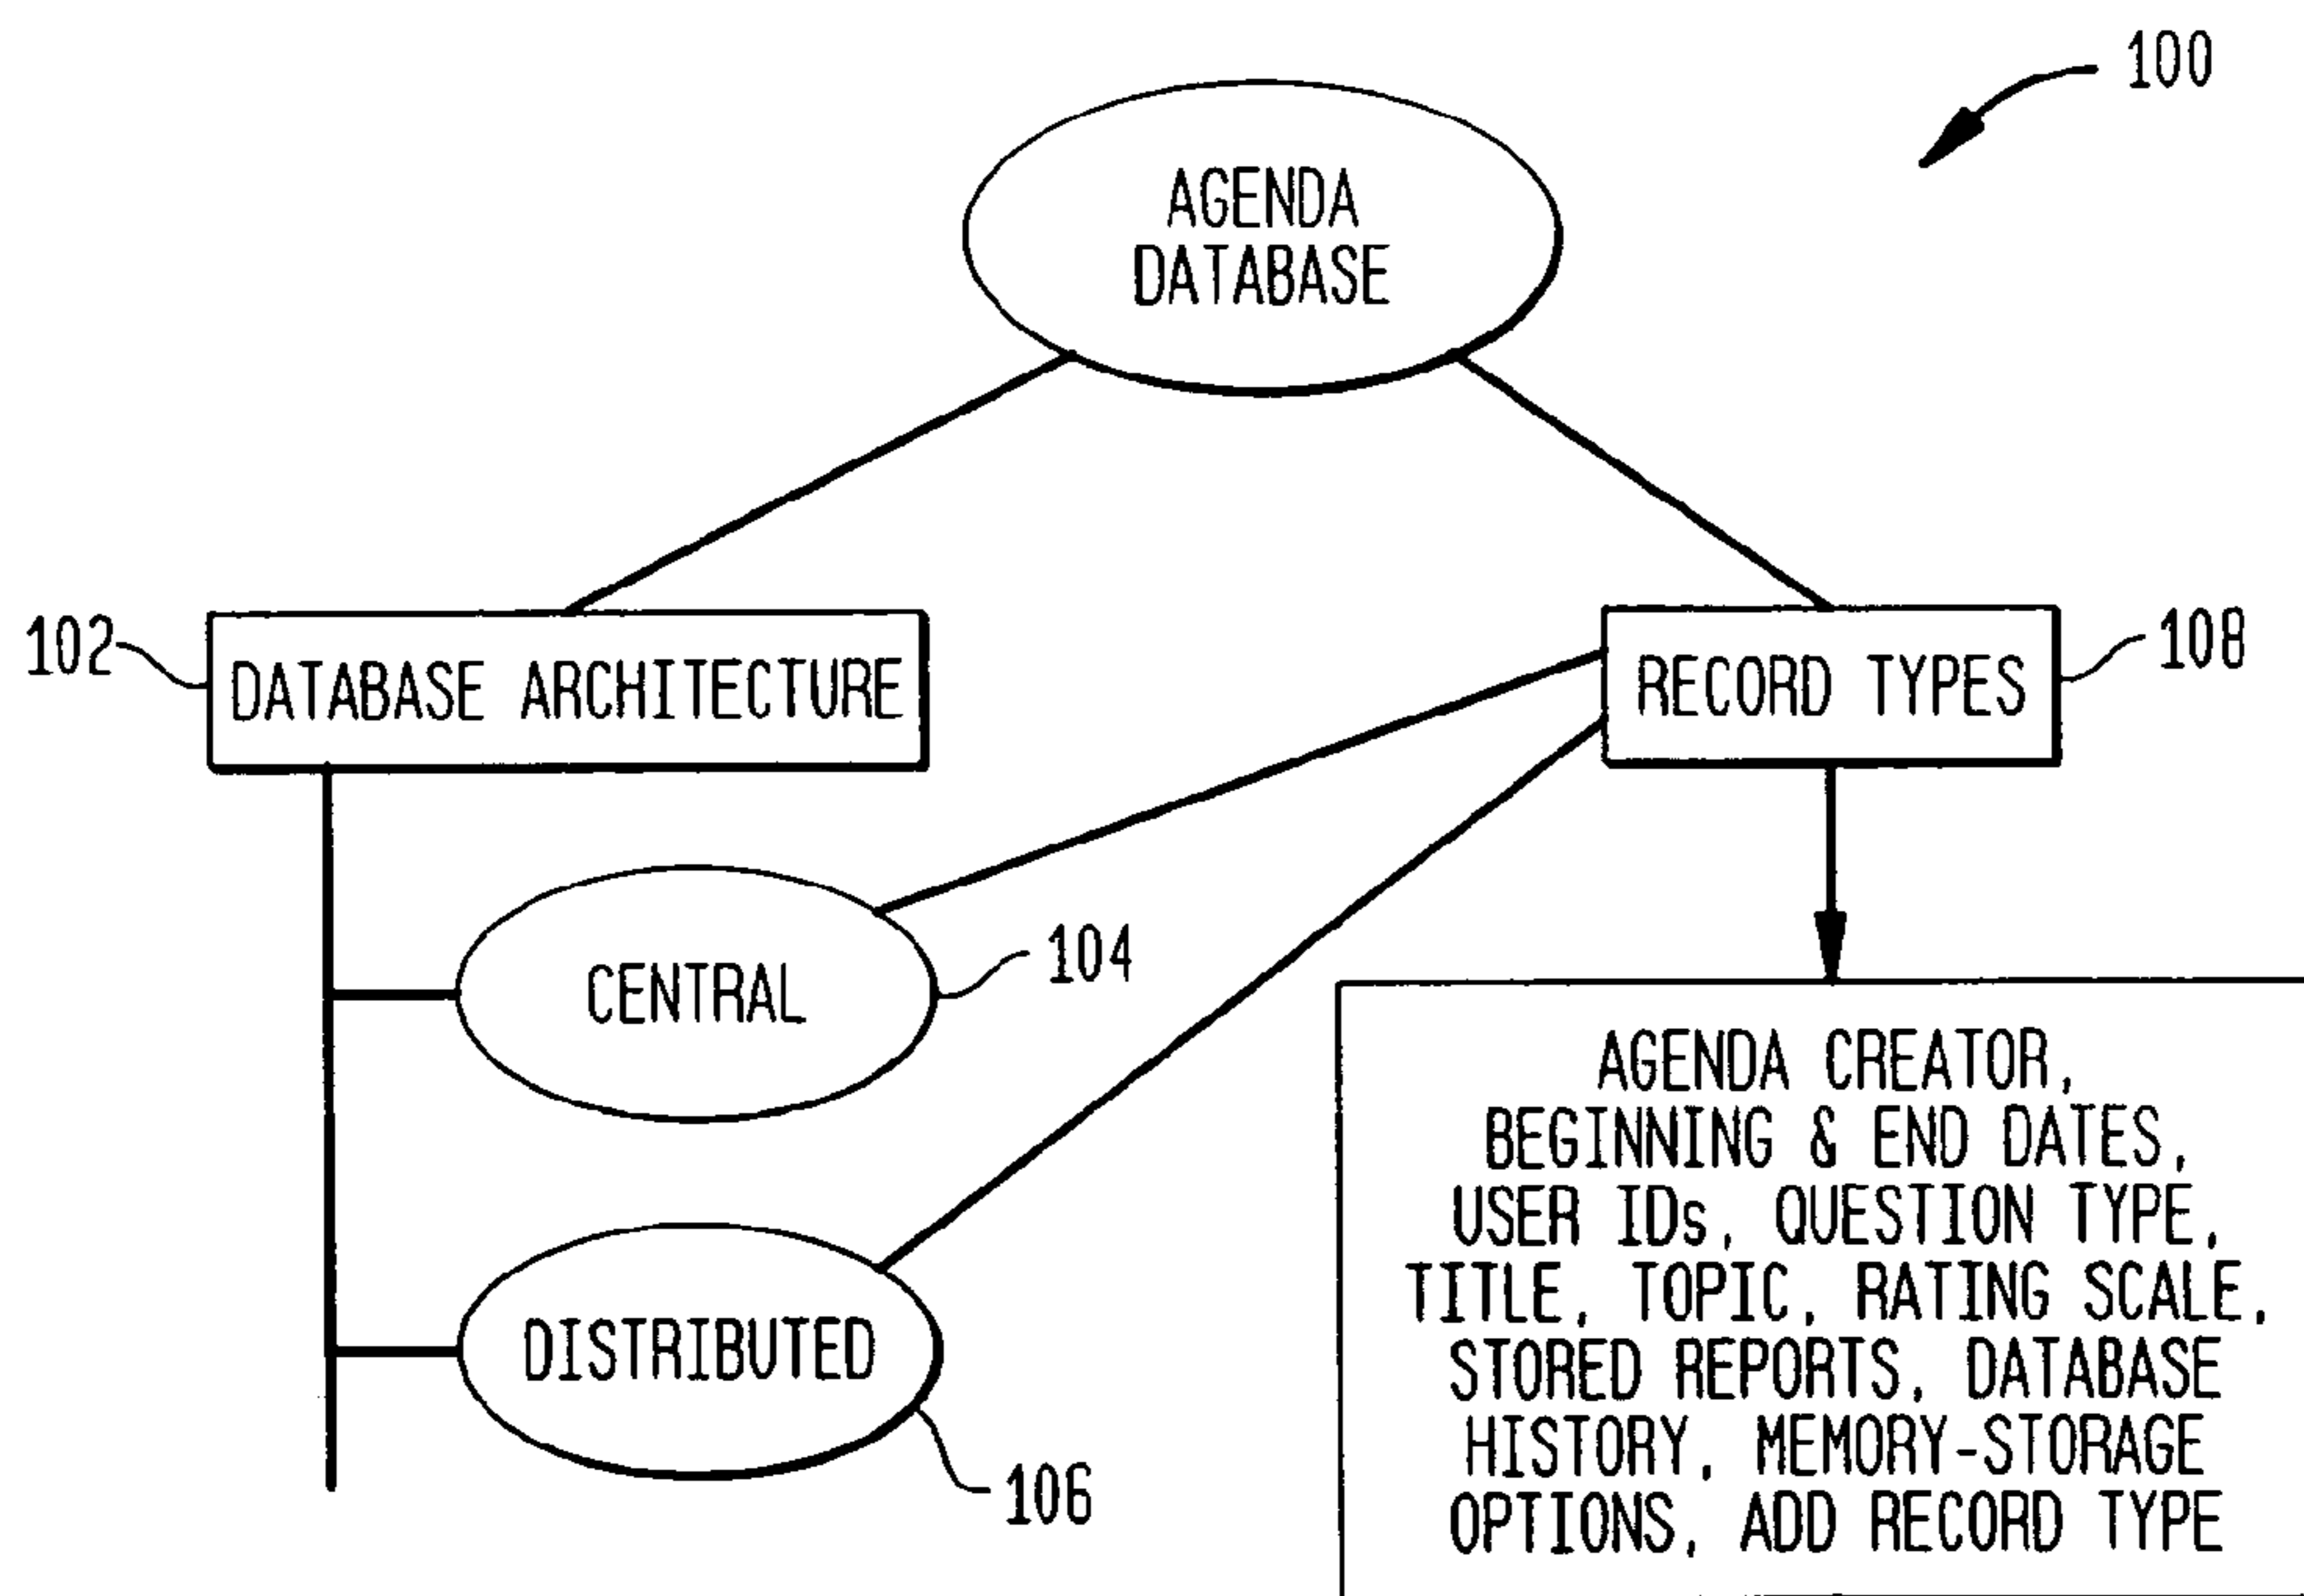 100
AGENDA
DATABASE
102
DATABASE ARCHITECTURE
RECORD TYPES
108
CENTRAL
104
DISTRIBUTED
106
AGENDA CREATOR,
BEGINNING & END DATES,
USER IDs, QUESTION TYPE,
TITLE, TOPIC, RATING SCALE,
STORED REPORTS, DATABASE
HISTORY, MEMORY-STORAGE
OPTIONS, ADD RECORD TYPE